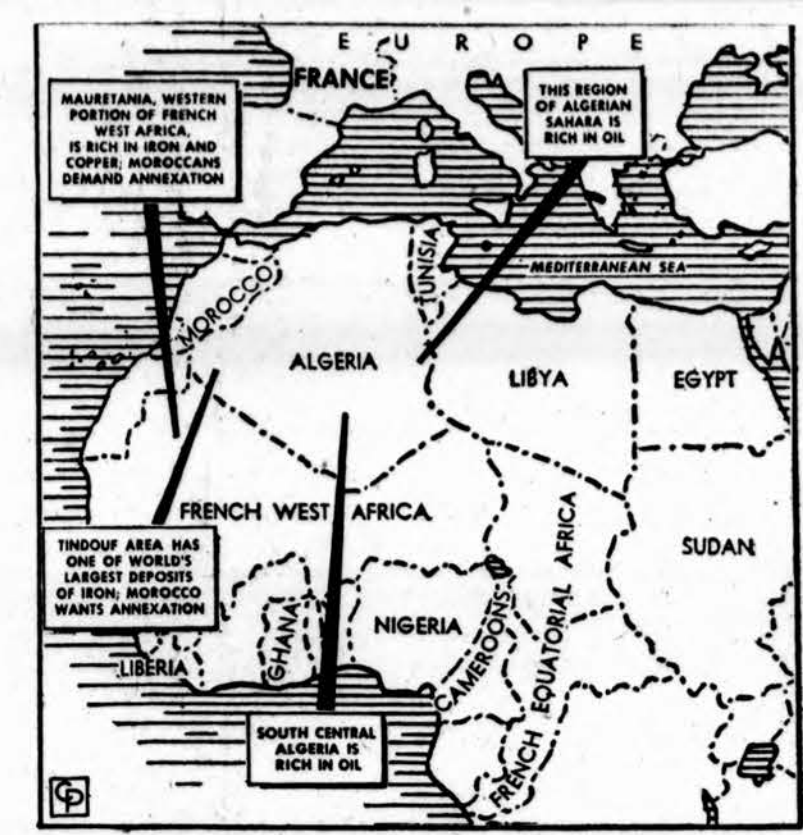 EUROPE
FRANCE
MAURETANIA, WESTERN
PORTION OF FRENCH
WEST AFRICA,
IS RICH IN IRON AND
COPPER; MOROCCANS
DEMAND ANNEXATION
THIS REGION
OF ALGERIAN
SAHARA IS
RICH IN OIL
MEDITERRANEAN SEA
TUNISIA
MOROCCO
ALGERIA
LIBYA
EGYPT
FRENCH WEST AFRICA
SUDAN
TINDOUF AREA HAS
ONE OF WORLD'S
LARGEST DEPOSITS
OF IRON; MOROCCO
WANTS ANNEXATION
LIBERIA
GHANA
NIGERIA
CAMEROONS
FRENCH EQUATORIAL AFRICA
SOUTH CENTRAL
ALGERIA IS
RICH IN OIL
CP